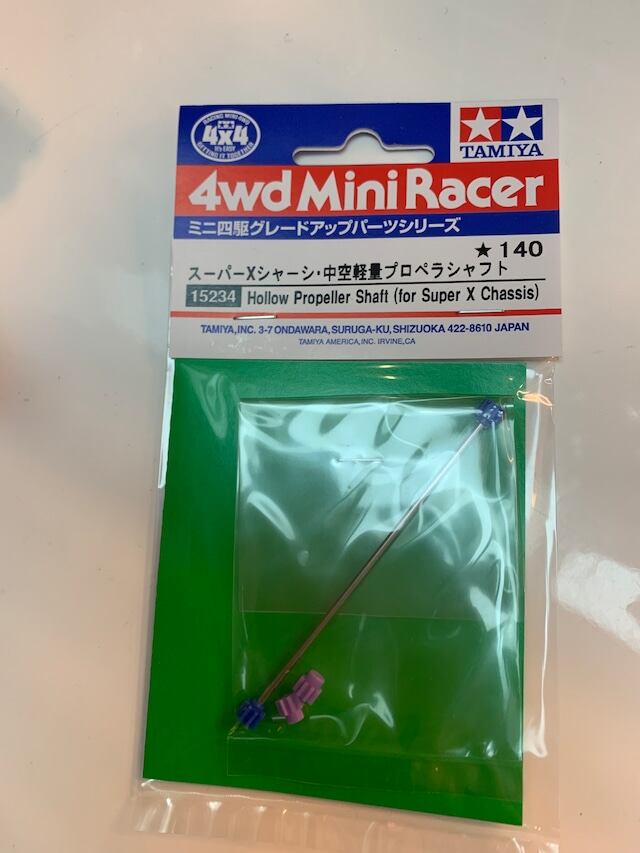 RACING MINI 4WD
4x4
It's EASY
GETTING IT TOGETHER
TAMIYA
4wd Mini Racer
ミニ四駆グレードアップパーツシリーズ
★140
スーパーXシャーシ・中空軽量プロペラシャフト
15234 Hollow Propeller Shaft (for Super X Chassis)
TAMIYA,INC. 3-7 ONDAWARA, SURUGA-KU, SHIZUOKA 422-8610 JAPAN
TAMIYA AMERICA,INC. IRVINE,CA